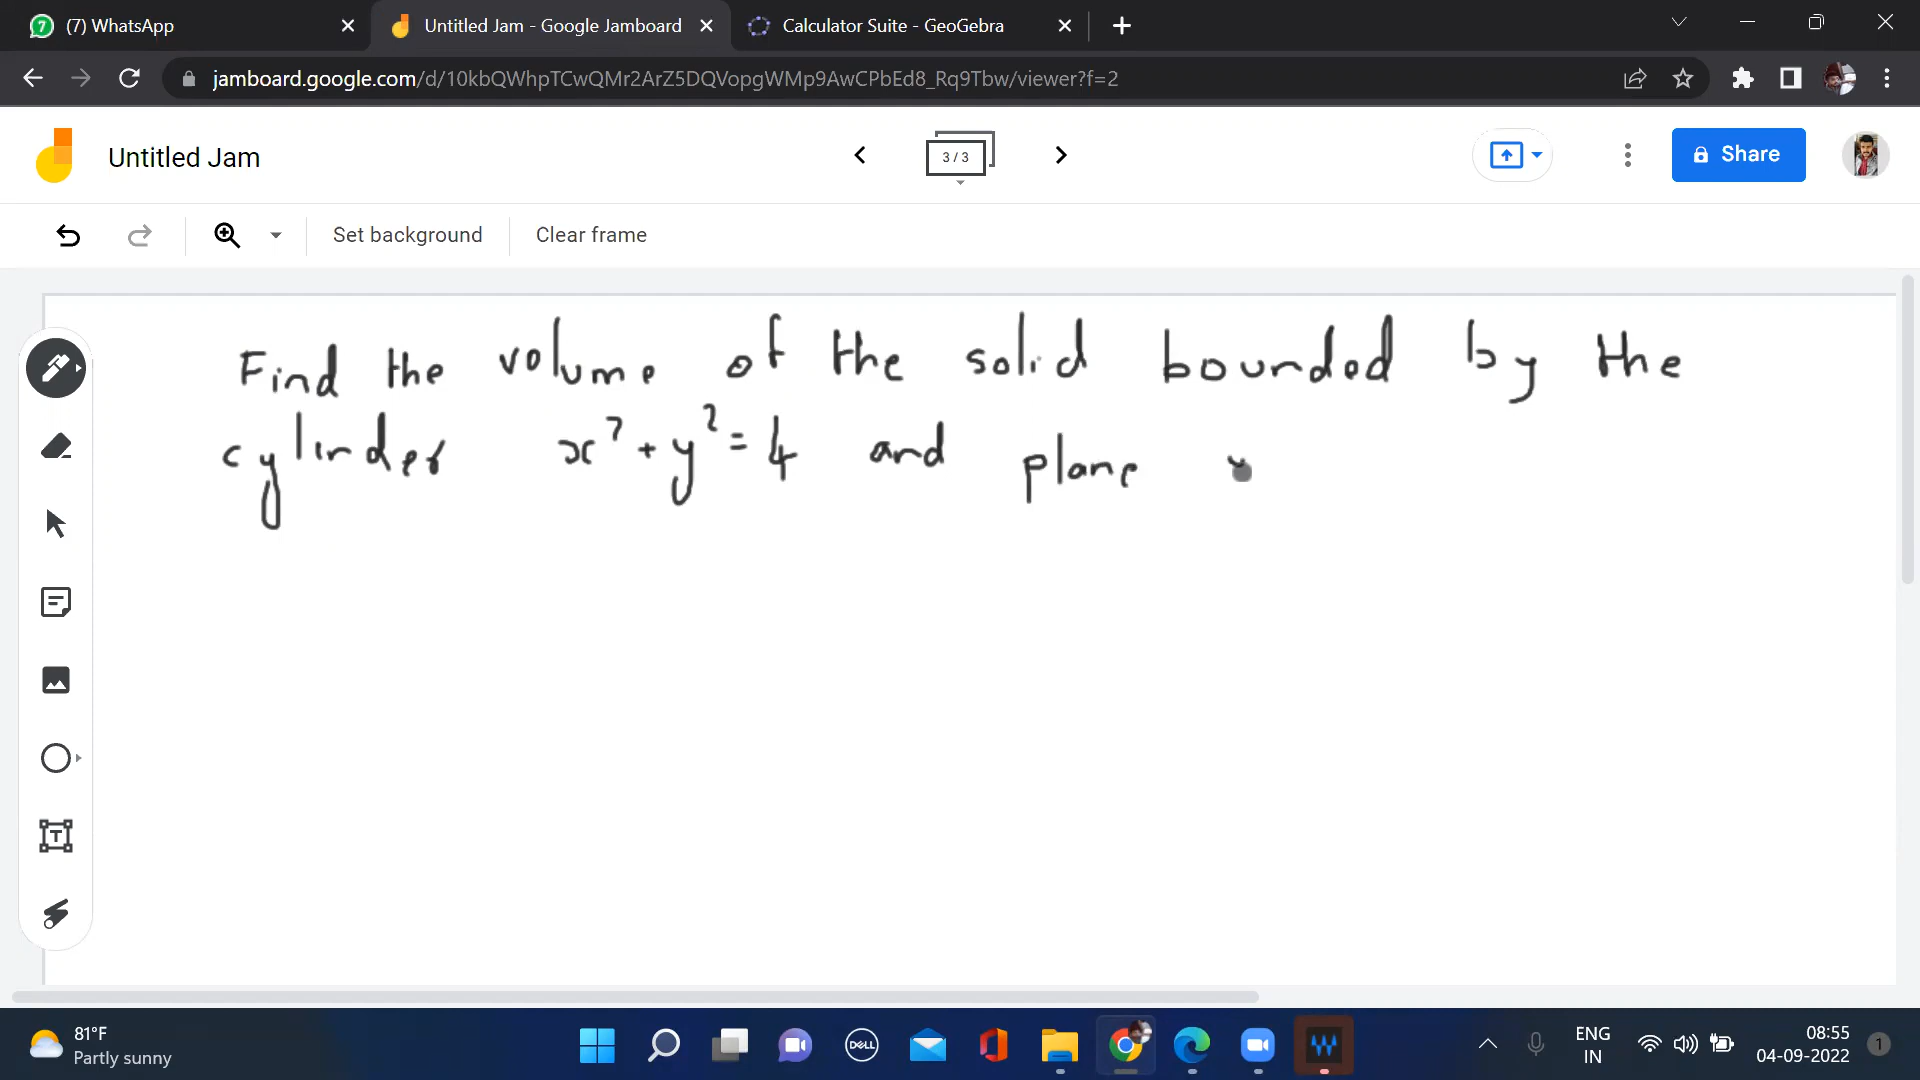 (7) WhatsApp
Untitled Jam - Google Jamboard
Calculator Suite - GeoGebra
jamboard.google.com/d/10kbQWhpTCwQMr2ArZ5DQVopgWMp9AwCPbEd8_Rq9Tbw/viewer?f=2
Untitled Jam
3 / 3
Share
Set background
Clear frame
Find the volume of the solid bounded by the
cylinder x² + y² = 4 and plane y
81°F
Partly sunny
DELL
ENG
IN
08:55
04-09-2022
1